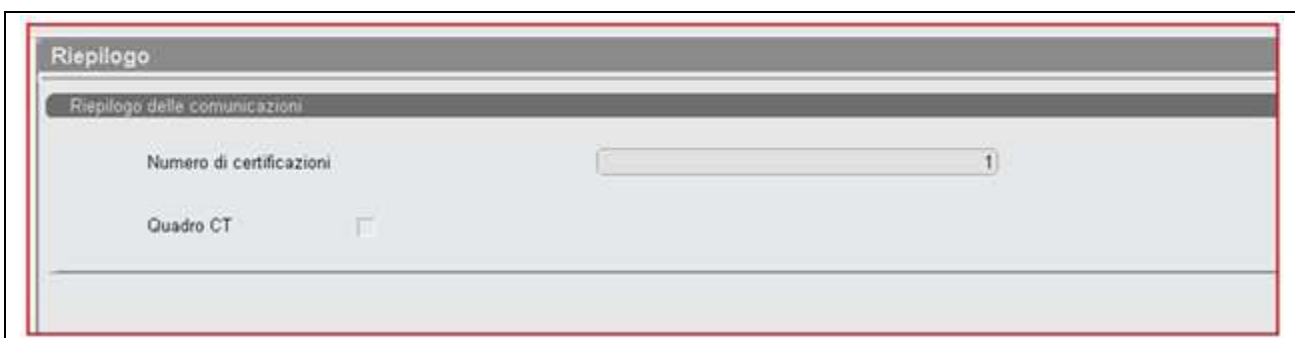 Riepilogo
Riepilogo delle comunicazioni
Numero di certificazioni 1
Quadro CT